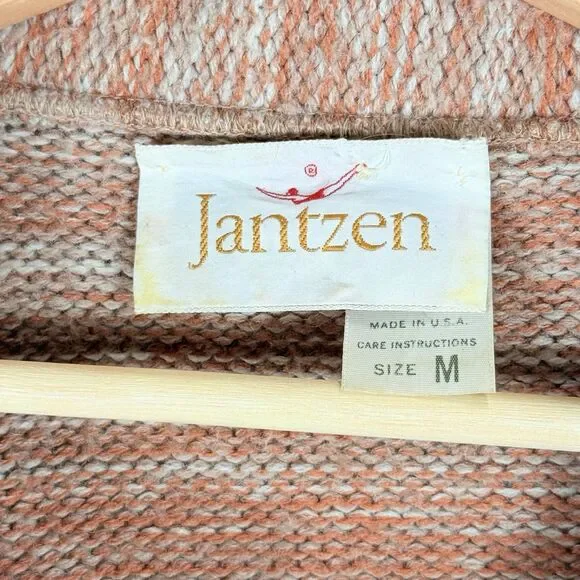 ®
Jantzen
MADE IN U.S.A.
CARE INSTRUCTIONS
SIZE M